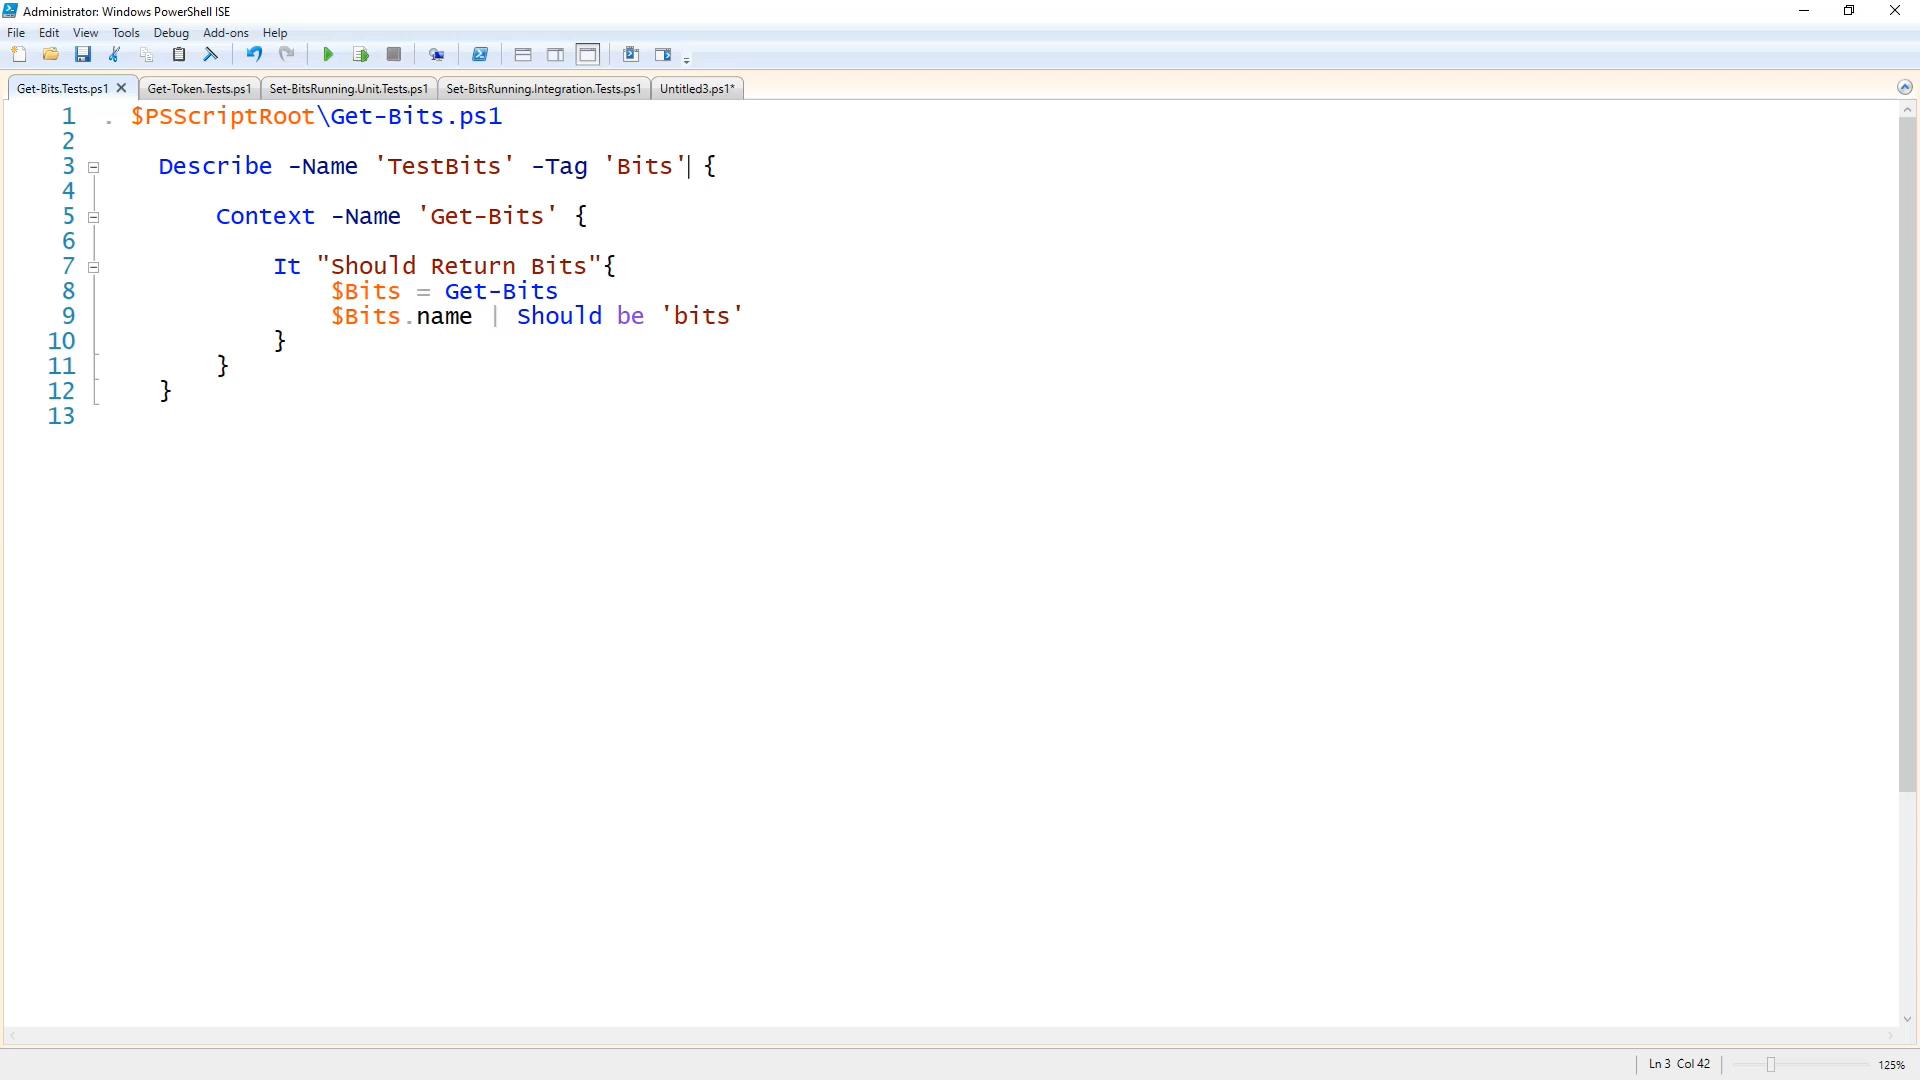 Administrator: Windows PowerShell ISE
File Edit View Tools Debug Add-ons Help
Get-Bits.Tests.ps1 Get-Token.Tests.ps1 Set-BitsRunning.Unit.Tests.ps1 Set-BitsRunning.Integration.Tests.ps1 Untitled3.ps1*
1 . $PSScriptRoot\Get-Bits.ps1
2
3 Describe -Name 'TestBits' -Tag 'Bits' {
4
5 Context -Name 'Get-Bits' {
6
7 It "Should Return Bits"{
8 $Bits = Get-Bits
9 $Bits.name | Should be 'bits'
10 }
11 }
12 }
13
Ln 3 Col 42 125%